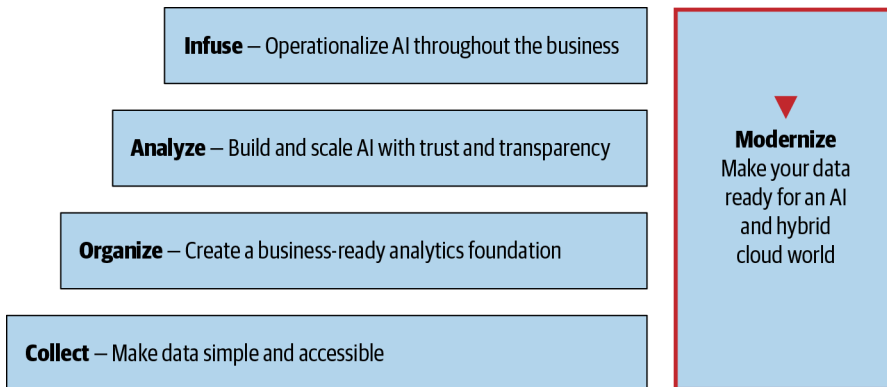 Infuse – Operationalize AI throughout the business
Analyze – Build and scale AI with trust and transparency
Organize – Create a business-ready analytics foundation
Collect – Make data simple and accessible
Modernize
Make your data
ready for an AI
and hybrid
cloud world